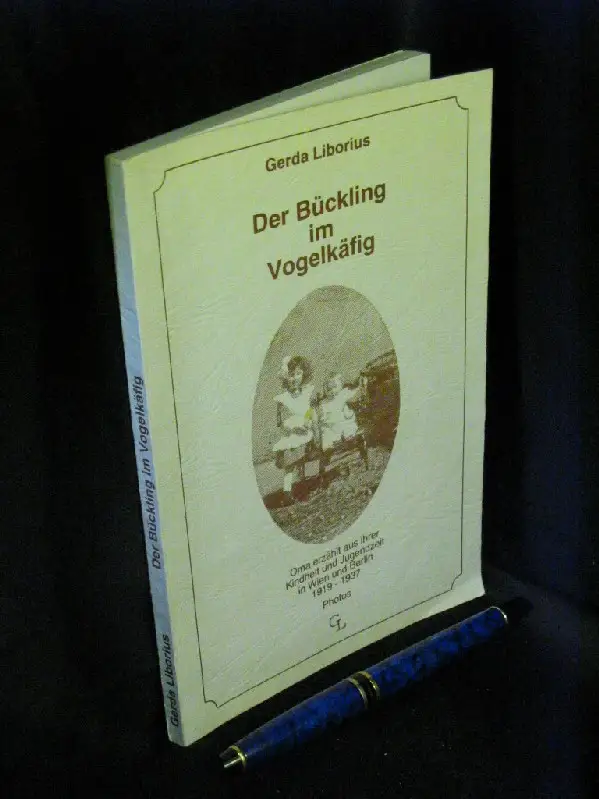 Gerda Liborius
Der Bückling
im
Vogelkäfig
Oma erzählt aus ihrer
Kindheit und Jugendzeit
in Wien und Berlin
1919 - 1937
Photos
GL
Gerda Liborius Der Bückling im Vogelkäfig